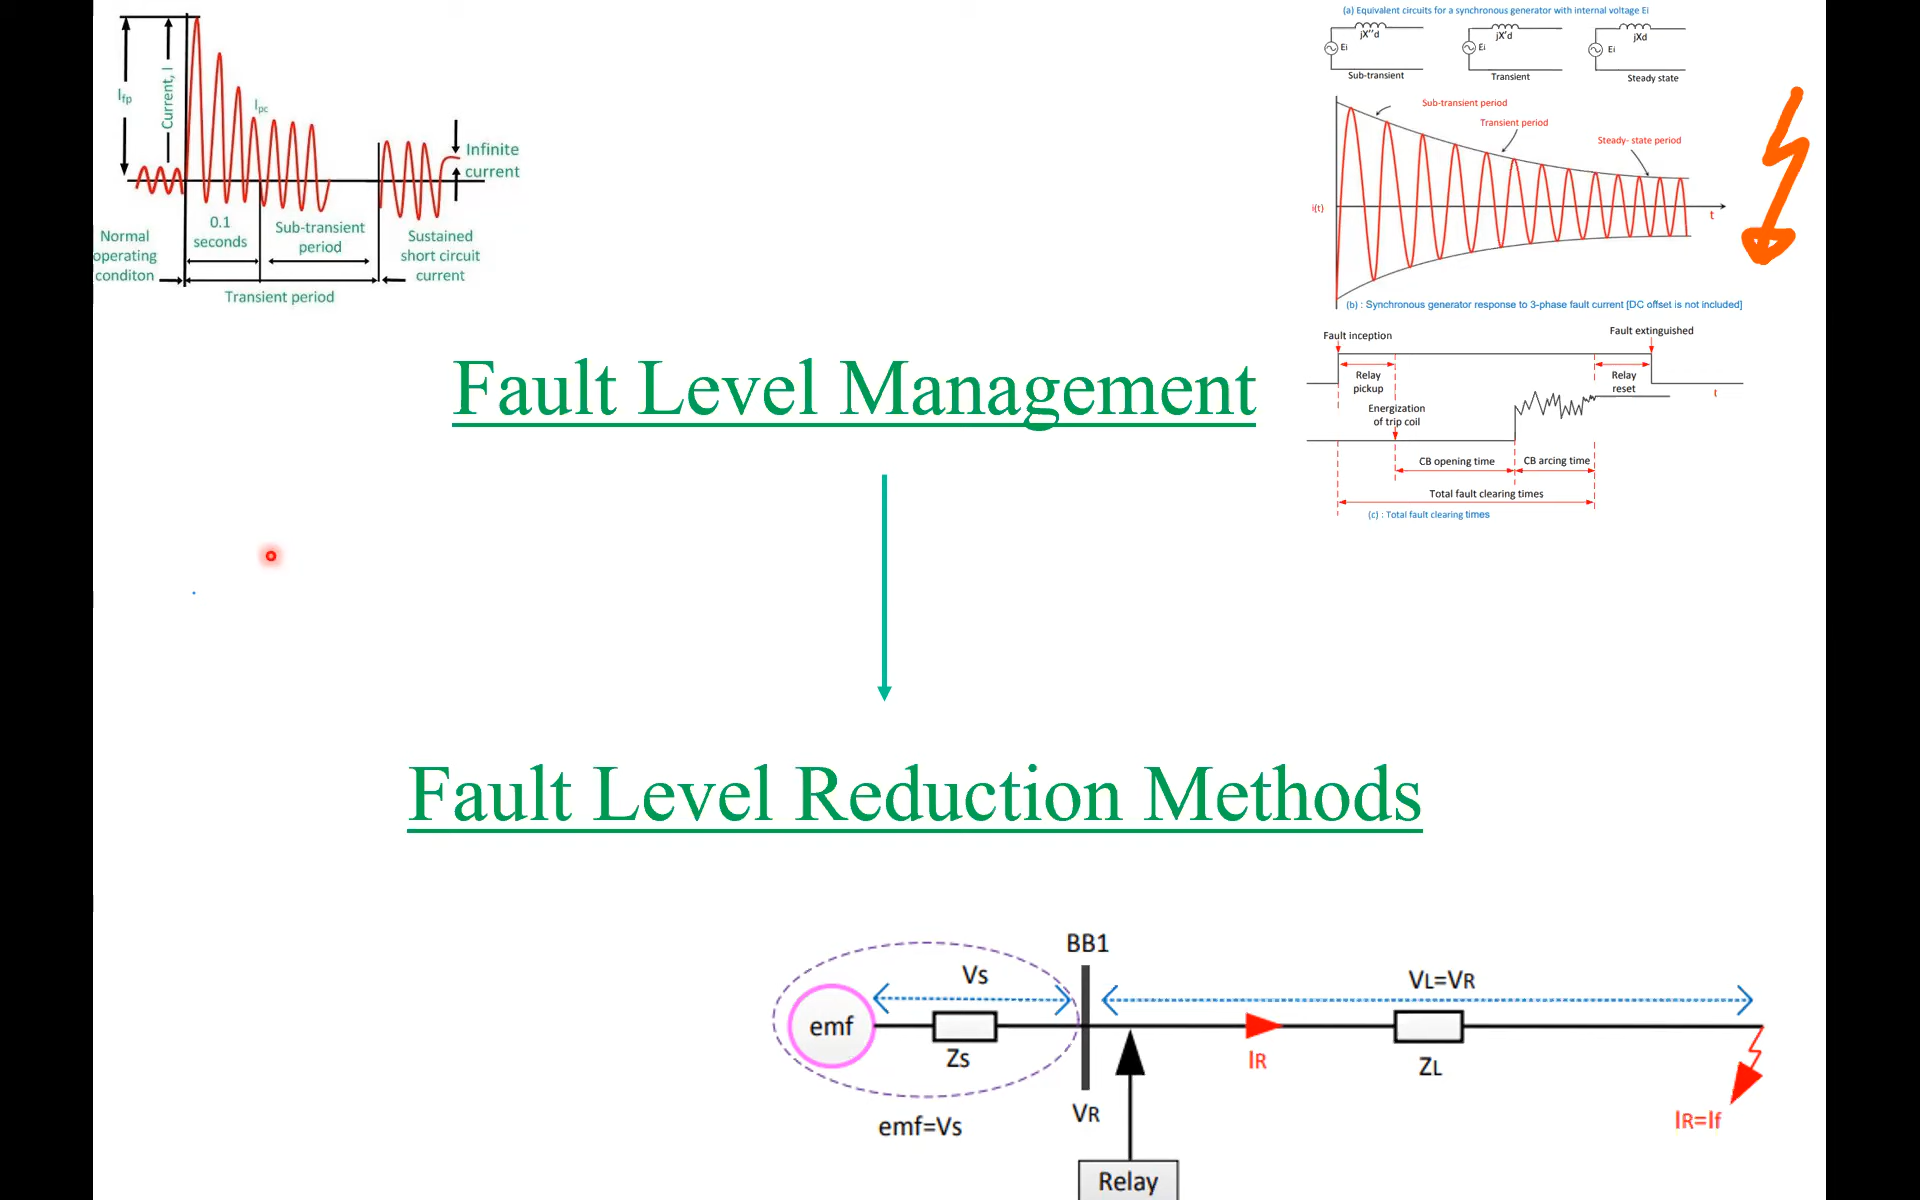 Ifp
Current, I
Ipc
Infinite
current
Normal
operating
conditon
0.1
seconds
Sub-transient
period
Sustained
short circuit
current
Transient period
(a) Equivalent circuits for a synchronous generator with internal voltage Ei
jX''d
Ei
Sub-transient
jX'd
Ei
Transient
jXd
Ei
Steady state
Sub-transient period
Transient period
Steady- state period
i(t)
t
(b) : Synchronous generator response to 3-phase fault current [DC offset is not included]
Fault inception
Fault extinguished
Relay
pickup
Relay
reset
t
Energization
of trip coil
CB opening time
CB arcing time
Total fault clearing times
(c) : Total fault clearing times
Fault Level Management
Fault Level Reduction Methods
BB1
Vs
VL=VR
emf
Zs
IR
ZL
VR
emf=Vs
IR=If
Relay